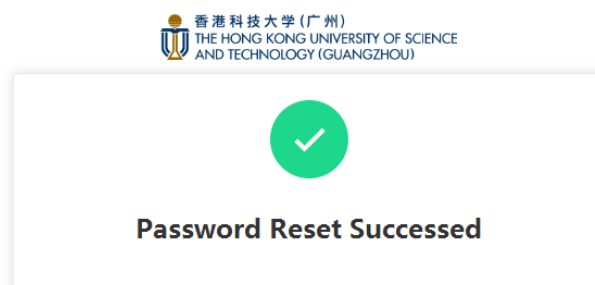 香港科技大学(广州)
THE HONG KONG UNIVERSITY OF SCIENCE
AND TECHNOLOGY (GUANGZHOU)
Password Reset Successed